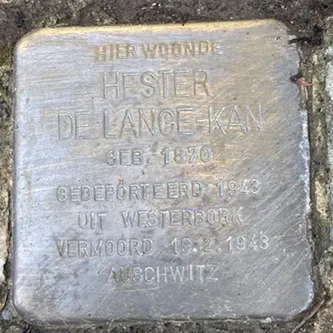 HIER WOONDE
HESTER
DE LANGE-KAN
GEB. 1870
GEDEPORTEERD 1943
UIT WESTERBORK
VERMOORD 19.2.1943
AUSCHWITZ